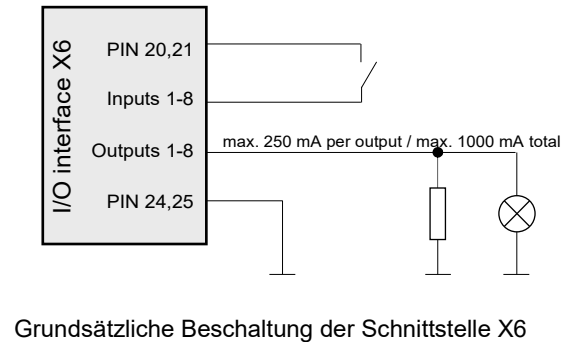 I/O interface X6
PIN 20,21
Inputs 1-8
Outputs 1-8
max. 250 mA per output / max. 1000 mA total
PIN 24,25
Grundsätzliche Beschaltung der Schnittstelle X6